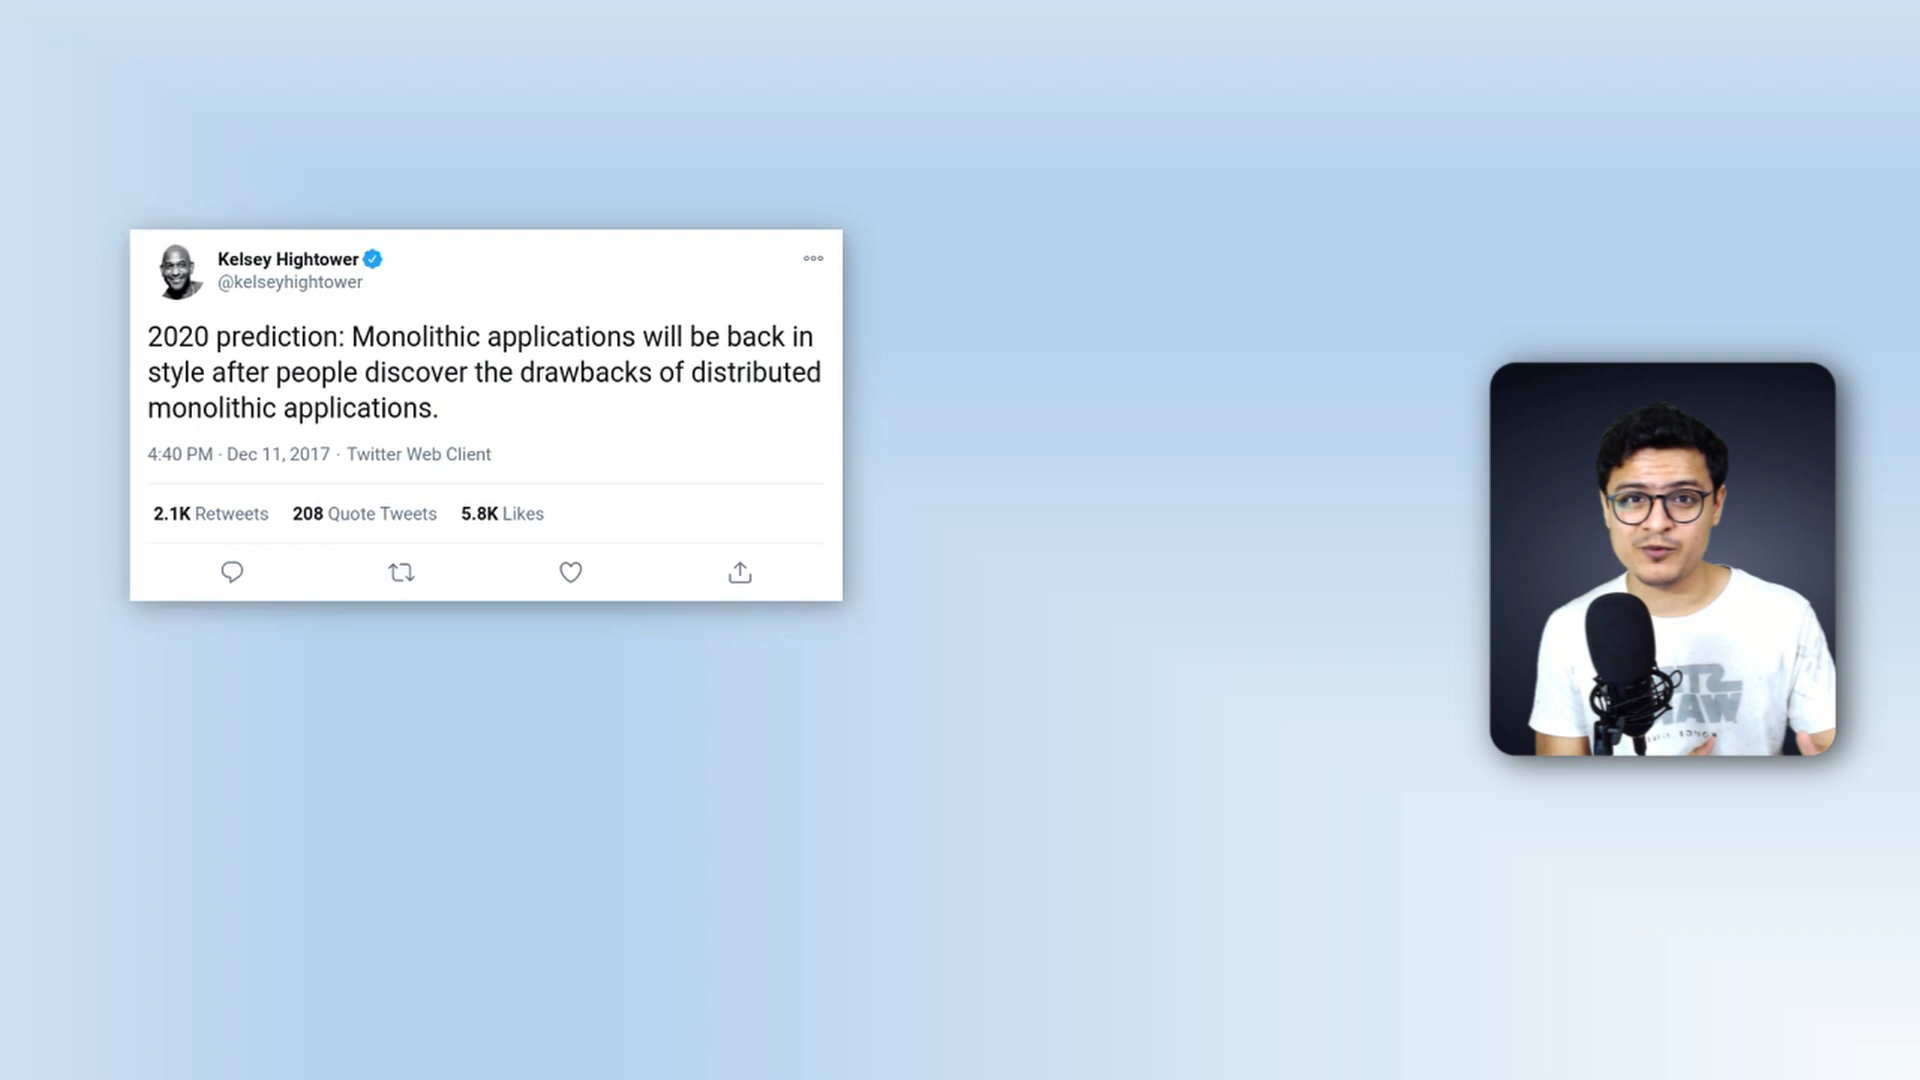 Kelsey Hightower
@kelseyhightower
2020 prediction: Monolithic applications will be back in
style after people discover the drawbacks of distributed
monolithic applications.
4:40 PM · Dec 11, 2017 · Twitter Web Client
2.1K Retweets 208 Quote Tweets 5.8K Likes